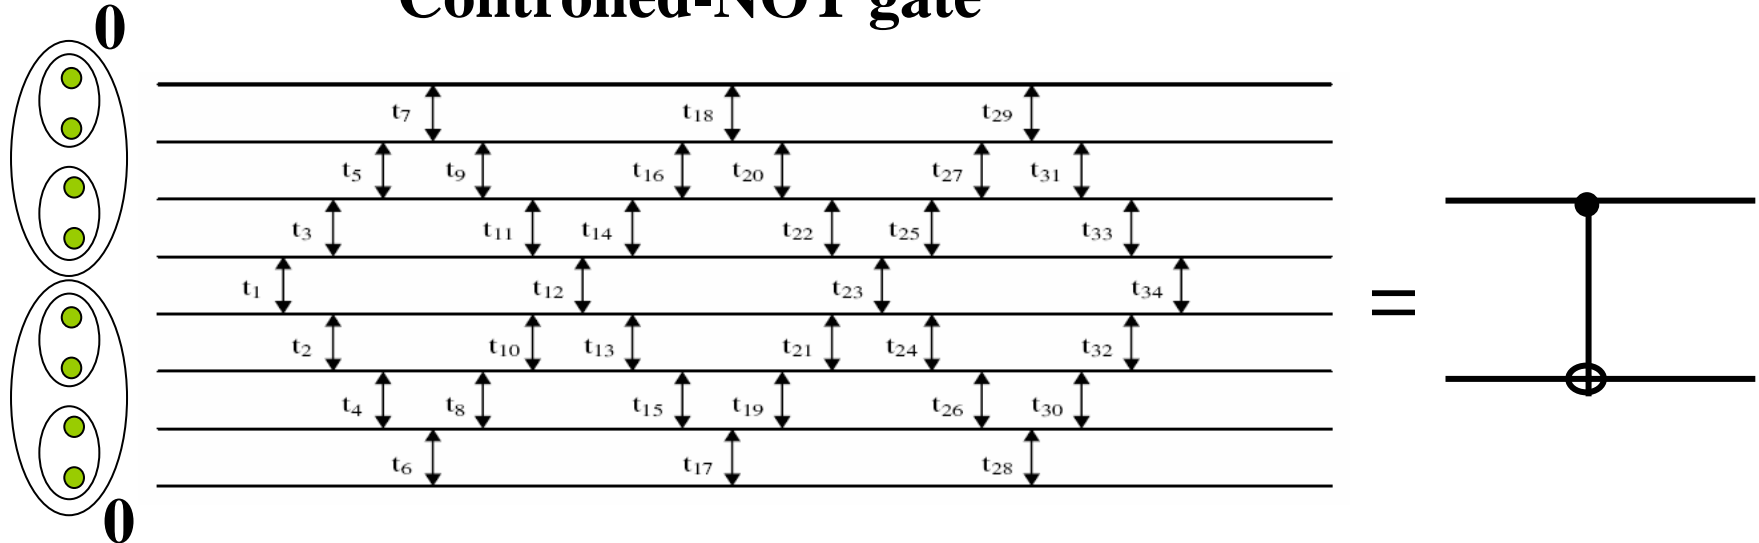 Controlled-NOT gate
0
t7 t18 t29
t5 t9 t16 t20 t27 t31
t3 t11 t14 t22 t25 t33
t1 t12 t23 t34
=
t2 t10 t13 t21 t24 t32
t4 t8 t15 t19 t26 t30
t6 t17 t28
0